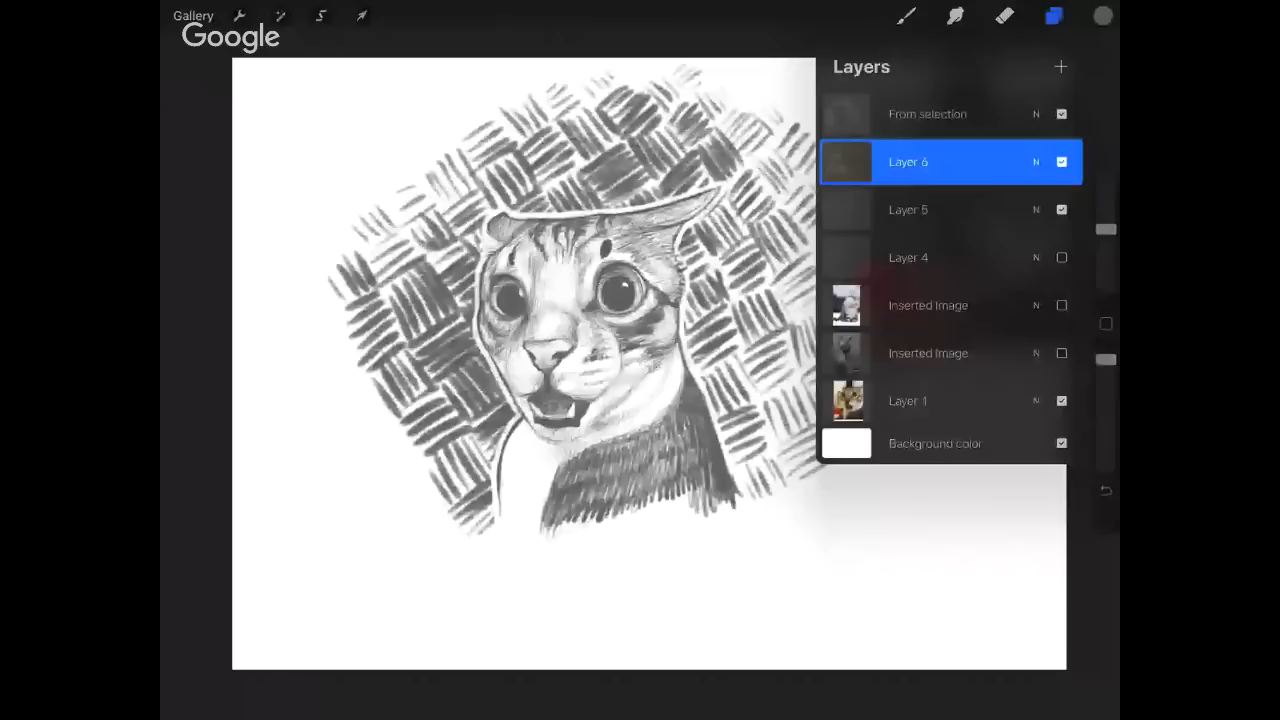 Gallery
Google
Layers
From selection N
Layer 6 N
Layer 5 N
Layer 4 N
Inserted Image N
Inserted Image N
Layer 1 N
Background color